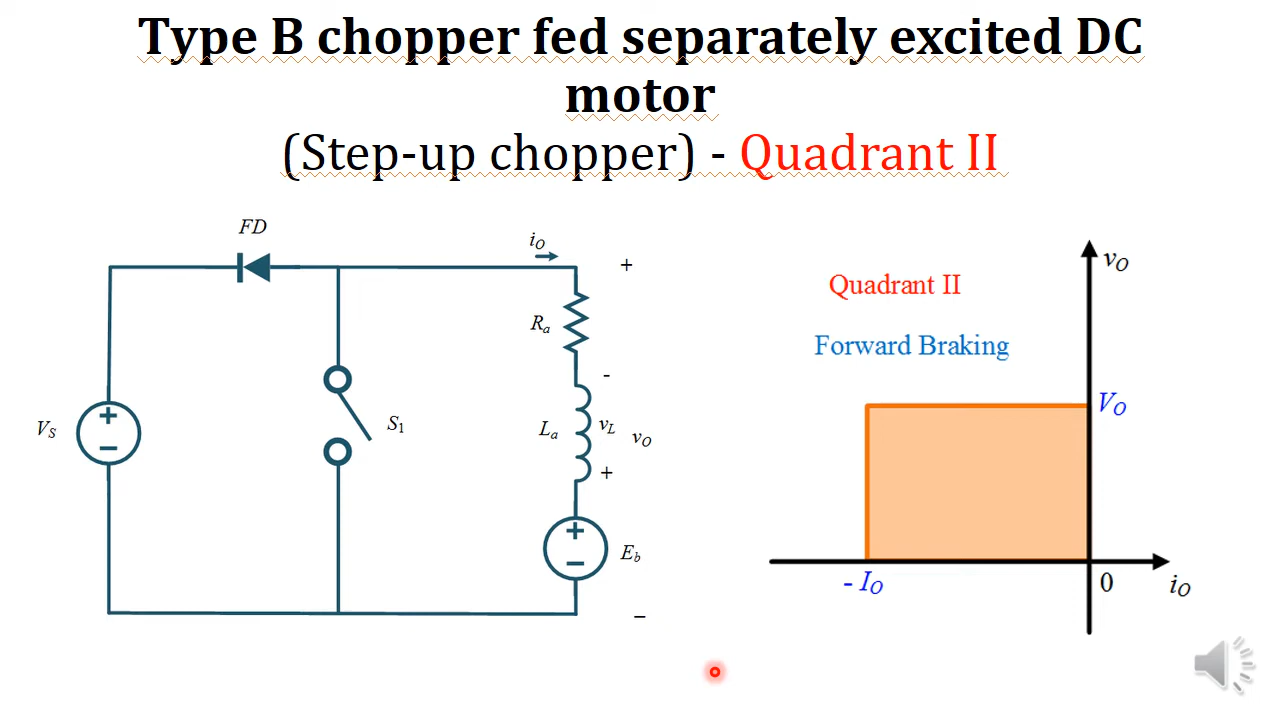 Type B chopper fed separately excited DC
motor
(Step-up chopper) - Quadrant II
FD
iO
+
Ra
-
VS
+
−
S1
La
vL
vO
+
+
−
Eb
−
vO
Quadrant II
Forward Braking
VO
- IO
0
iO